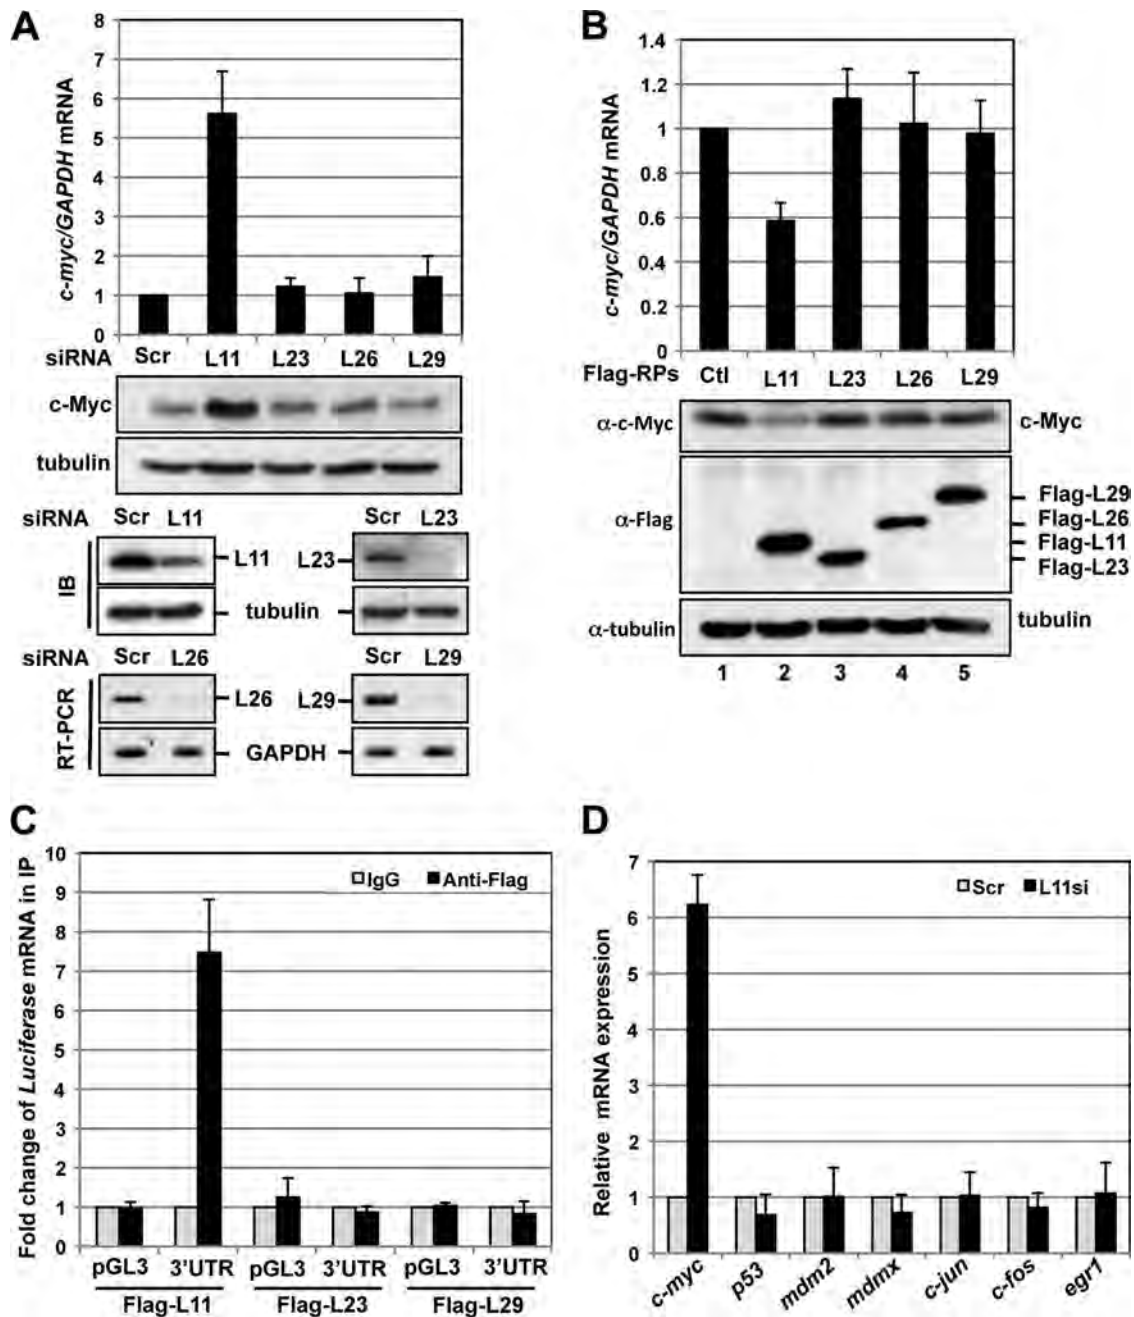 A
c-myc/GAPDH mRNA
8
7
6
5
4
3
2
1
0
siRNA Scr L11 L23 L26 L29
c-Myc
tubulin
siRNA Scr L11 Scr L23
IB
L11 L23
tubulin
siRNA Scr L26 Scr L29
RT-PCR
L26 L29
GAPDH
B
c-myc/GAPDH mRNA
1.4
1.2
1
0.8
0.6
0.4
0.2
0
Flag-RPs Ctl L11 L23 L26 L29
α-c-Myc c-Myc
α-Flag
Flag-L29
Flag-L26
Flag-L11
Flag-L23
α-tubulin tubulin
1 2 3 4 5
C
Fold change of Luciferase mRNA in IP
10
9
8
7
6
5
4
3
2
1
0
IgG Anti-Flag
pGL3 3'UTR pGL3 3'UTR pGL3 3'UTR
Flag-L11 Flag-L23 Flag-L29
D
Relative mRNA expression
7
6
5
4
3
2
1
0
Scr L11si
c-myc p53 mdm2 mdmx c-jun c-fos egr1